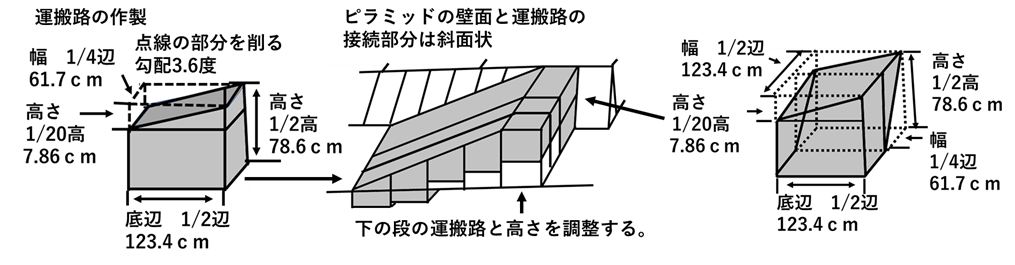 運搬路の作製
点線の部分を削る
勾配3.6度
幅 1/4辺
61.7ｃｍ
高さ
1/20高
7.86ｃｍ
高さ
1/2高
78.6ｃｍ
底辺 1/2辺
123.4ｃｍ
ピラミッドの壁面と運搬路の
接続部分は斜面状
下の段の運搬路と高さを調整する。
幅 1/2辺
123.4ｃｍ
高さ
1/20高
7.86ｃｍ
高さ
1/2高
78.6ｃｍ
幅
1/4辺
61.7ｃｍ
底辺 1/2辺
123.4ｃｍ